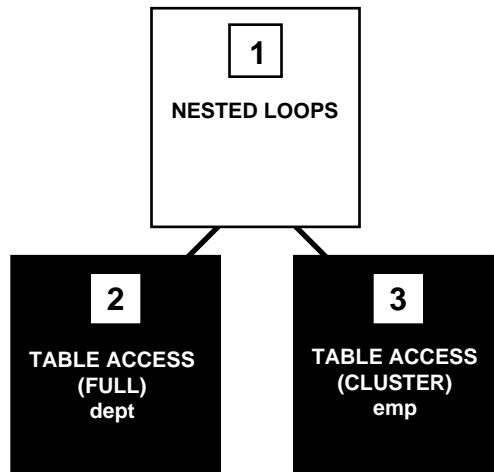 1
NESTED LOOPS
2
TABLE ACCESS
(FULL)
dept
3
TABLE ACCESS
(CLUSTER)
emp